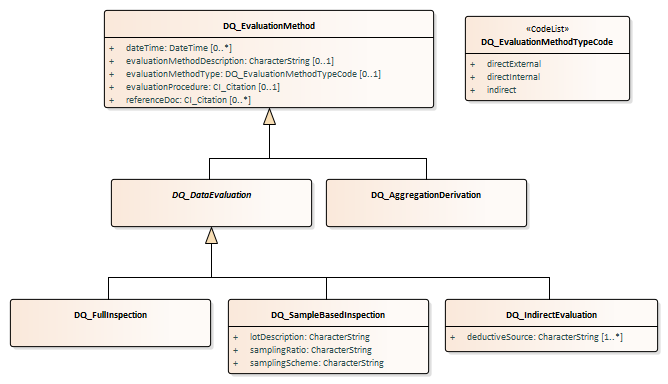 DQ_EvaluationMethod
+ dateTime: DateTime [0..*]
+ evaluationMethodDescription: CharacterString [0..1]
+ evaluationMethodType: DQ_EvaluationMethodTypeCode [0..1]
+ evaluationProcedure: CI_Citation [0..1]
+ referenceDoc: CI_Citation [0..*]
«CodeList»
DQ_EvaluationMethodTypeCode
+ directExternal
+ directInternal
+ indirect
DQ_DataEvaluation
DQ_AggregationDerivation
DQ_FullInspection
DQ_SampleBasedInspection
+ lotDescription: CharacterString
+ samplingRatio: CharacterString
+ samplingScheme: CharacterString
DQ_IndirectEvaluation
+ deductiveSource: CharacterString [1..*]